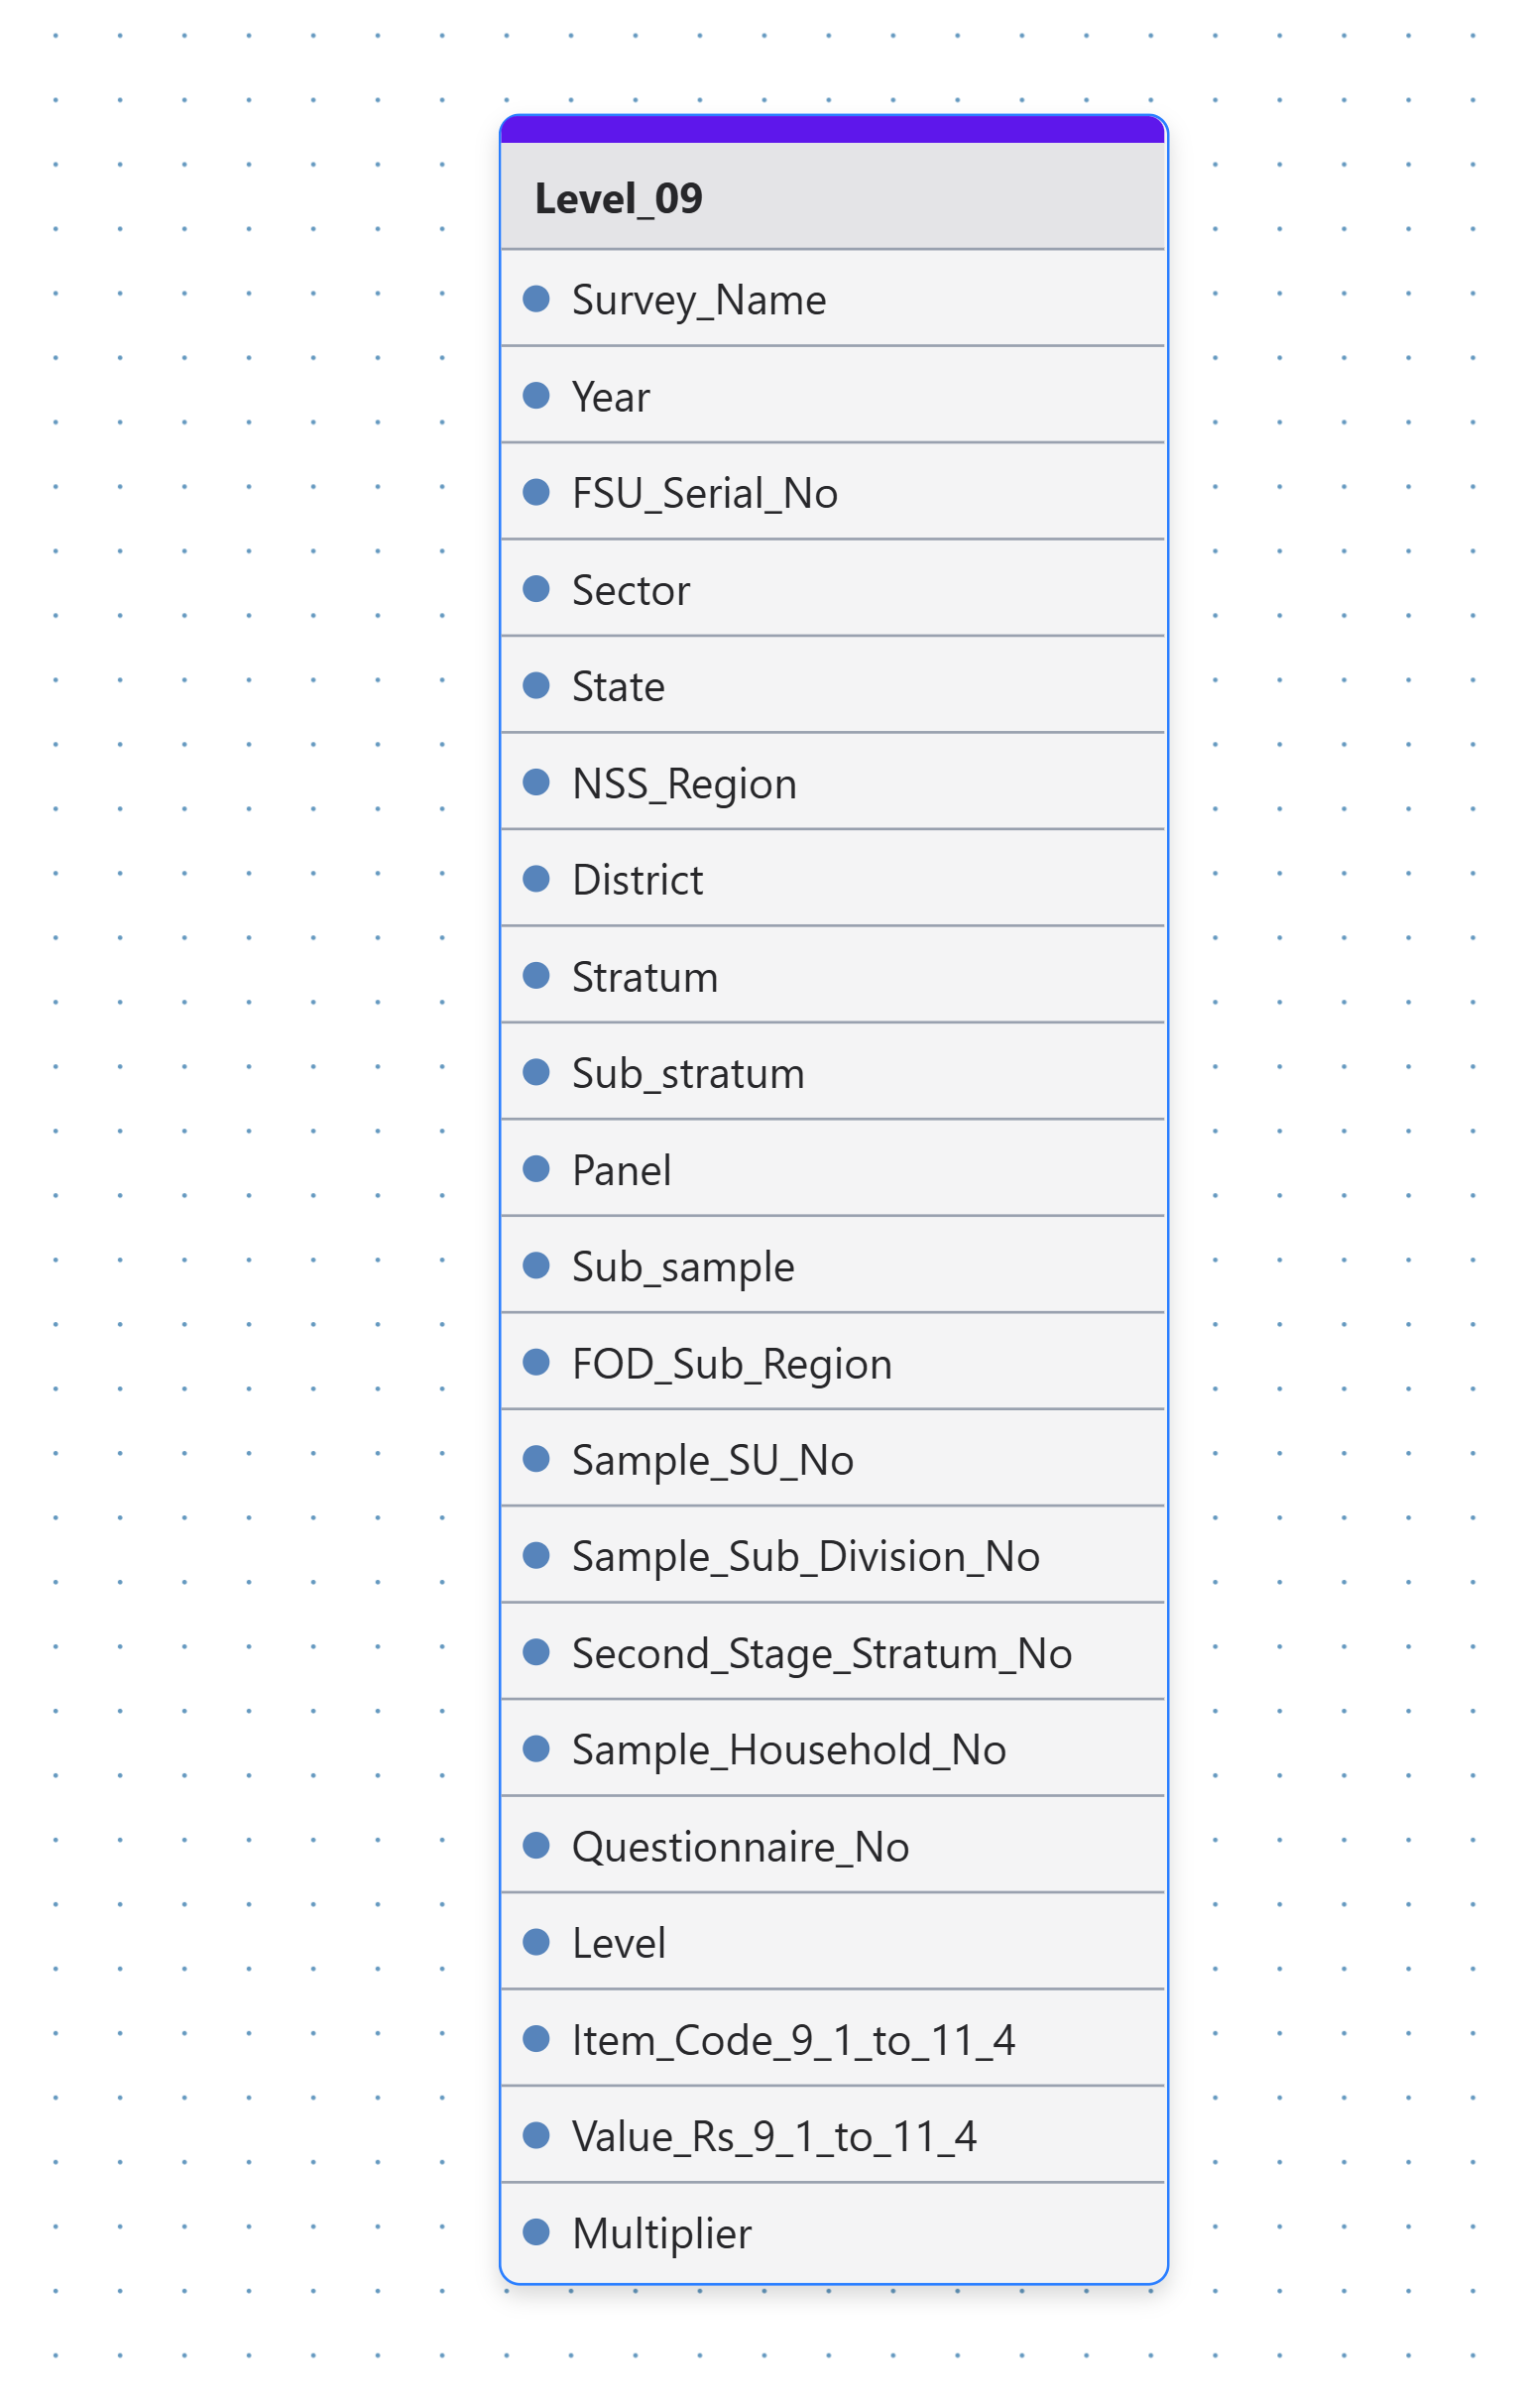 Level_09
Survey_Name
Year
FSU_Serial_No
Sector
State
NSS_Region
District
Stratum
Sub_stratum
Panel
Sub_sample
FOD_Sub_Region
Sample_SU_No
Sample_Sub_Division_No
Second_Stage_Stratum_No
Sample_Household_No
Questionnaire_No
Level
Item_Code_9_1_to_11_4
Value_Rs_9_1_to_11_4
Multiplier